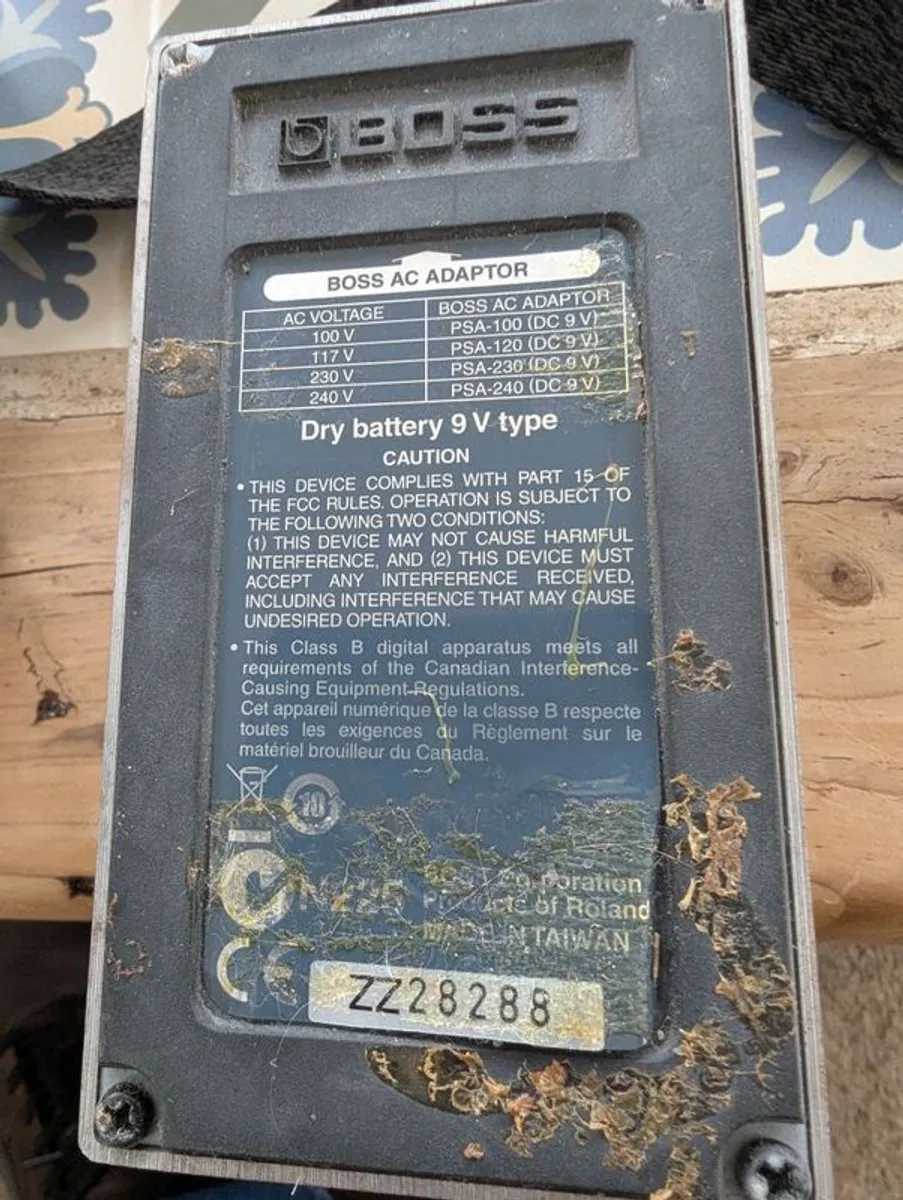 BOSS
BOSS AC ADAPTOR
AC VOLTAGE BOSS AC ADAPTOR
100 V PSA-100 (DC 9 V)
117 V PSA-120 (DC 9 V)
230 V PSA-230 (DC 9 V)
240 V PSA-240 (DC 9 V)
Dry battery 9 V type
CAUTION
• THIS DEVICE COMPLIES WITH PART 15 OF
THE FCC RULES. OPERATION IS SUBJECT TO
THE FOLLOWING TWO CONDITIONS:
(1) THIS DEVICE MAY NOT CAUSE HARMFUL
INTERFERENCE, AND (2) THIS DEVICE MUST
ACCEPT ANY INTERFERENCE RECEIVED,
INCLUDING INTERFERENCE THAT MAY CAUSE
UNDESIRED OPERATION.
• This Class B digital apparatus meets all
requirements of the Canadian Interference-
Causing Equipment Regulations.
Cet appareil numérique de la classe B respecte
toutes les exigences du Règlement sur le
matériel brouilleur du Canada.
10
N225 Corporation
Products of Roland
MADE IN TAIWAN
CE
ZZ28288